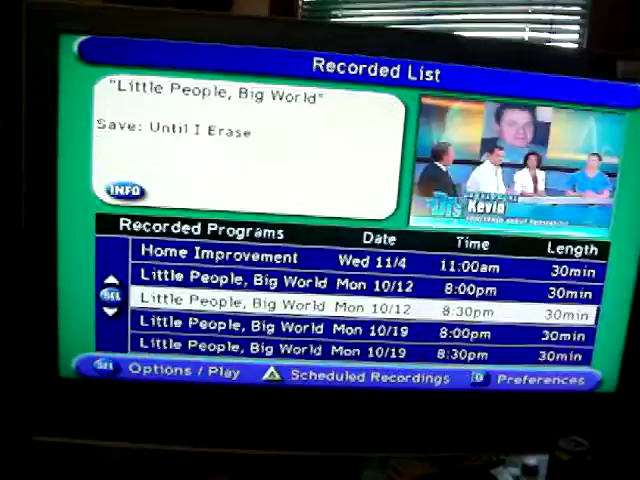 Recorded List
"Little People, Big World"
Save: Until I Erase
INFO
Kevin
Recorded Programs Date Time Length
Home Improvement Wed 11/4 11:00am 30min
Little People, Big World Mon 10/12 8:00pm 30min
SEL Little People, Big World Mon 10/12 8:30pm 30min
Little People, Big World Mon 10/19 8:00pm 30min
Little People, Big World Mon 10/19 8:30pm 30min
SEL Options / Play A Scheduled Recordings Preferences